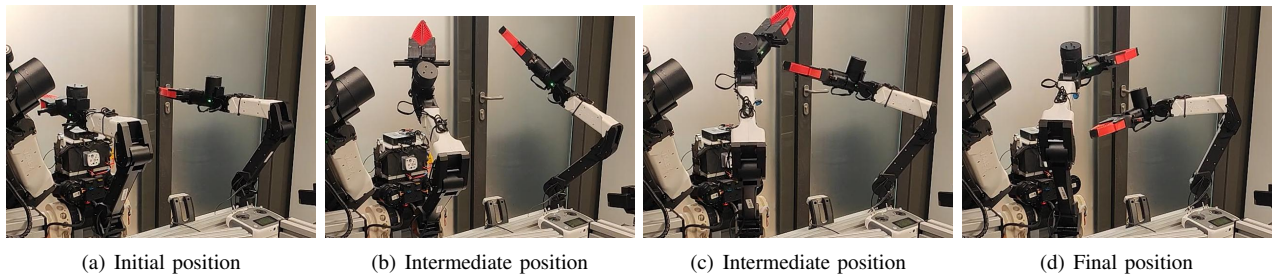 (a) Initial position
(b) Intermediate position
(c) Intermediate position
(d) Final position